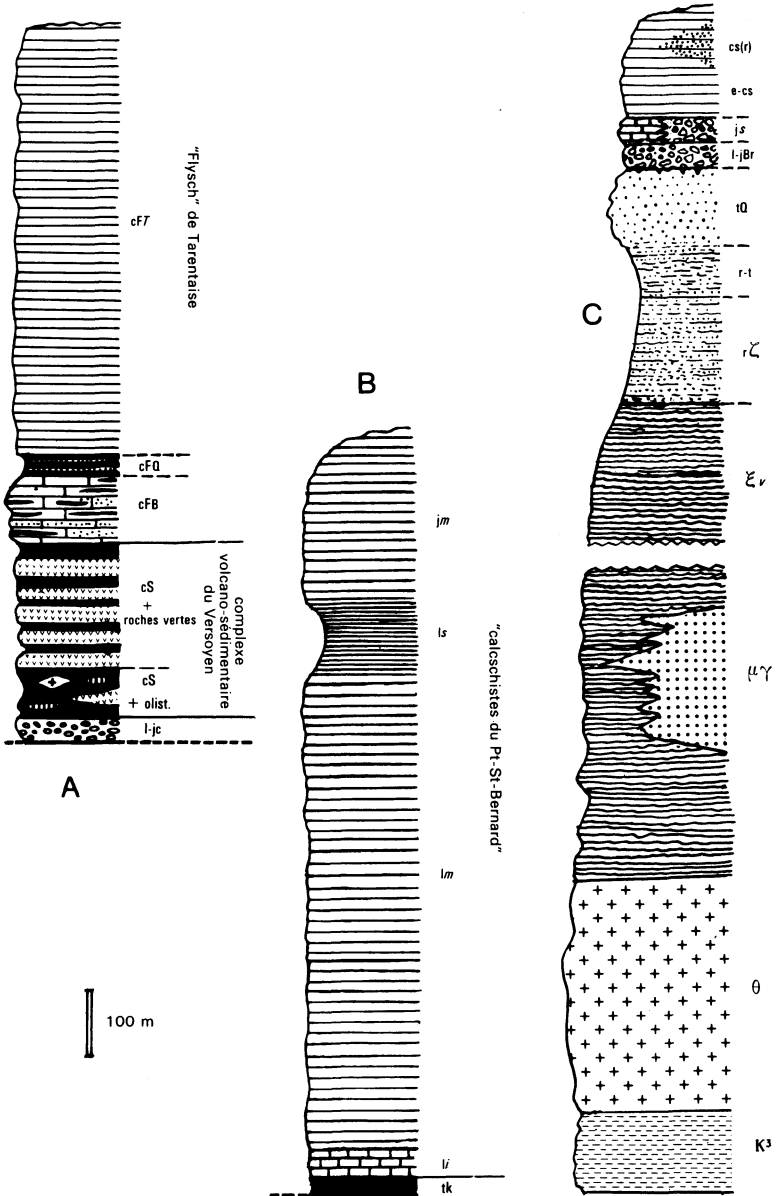 "Flysch" de Tarentaise
cFT
cFQ
cFB
cS
+
roches vertes
complexe
volcano-sédimentaire
du Versoyen
cS
+ olist.
l-jc
A
100 m
B
jm
ls
"calcschistes du Pt-St-Bernard"
lm
li
tk
C
cs(r)
e-cs
js
l-jBr
tQ
r-t
rζ
ξν
μγ
θ
K³